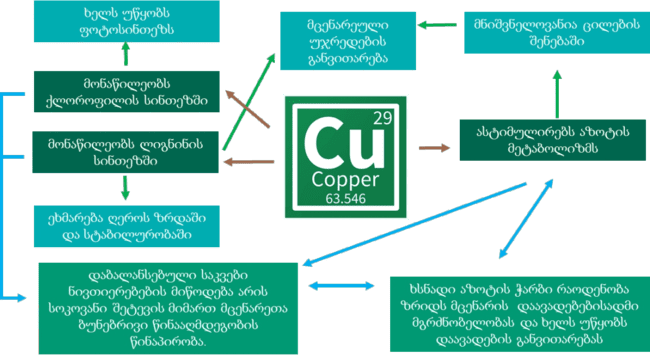 ხელს უწყობს
ფოტოსინთეზს
მცენარეული
უჯრედების
განვითარება
მნიშვნელოვანია ცილების
შენებაში
მონაწილეობს
ქლოროფილის სინთეზში
29
Cu
Copper
63.546
მონაწილეობს ლიგნინის
სინთეზში
ასტიმულირებს აზოტის
მეტაბოლიზმს
ეხმარება ღეროს ზრდაში
და სტაბილურობაში
დაბალანსებული საკვები
ნივთიერებების მიწოდება არის
სოკოვანი შეტევის მიმართ მცენარეთა
ბუნებრივი წინააღმდეგობის
წინაპირობა.
ხსნადი აზოტის ჭარბი რაოდენობა
ზრიდს მცენარის დაავადებებისადმი
მგრძნობელობას და ხელს უწყობს
დაავადების განვითარებას